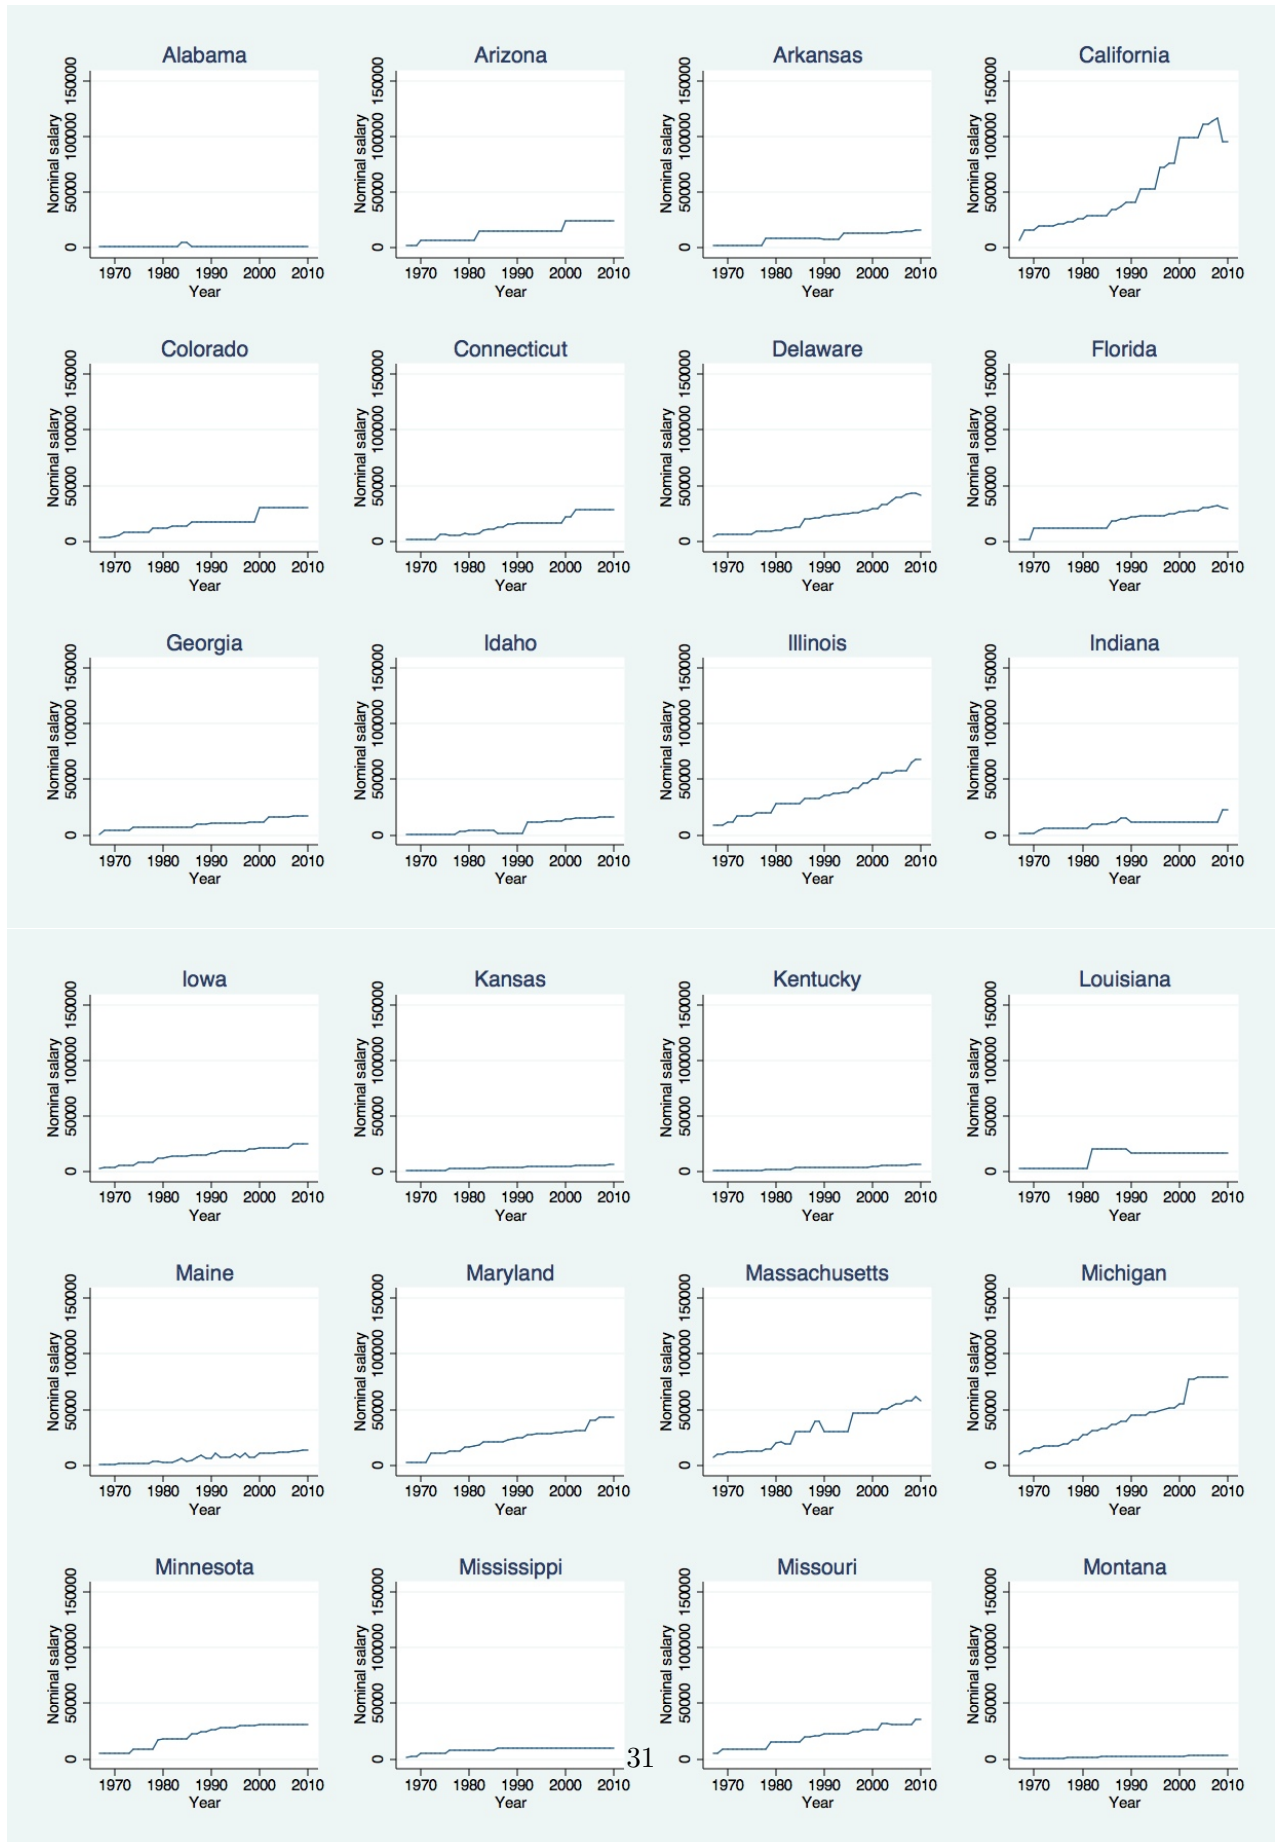 Alabama
Nominal salary
0 50000 100000 150000
1970 1980 1990 2000 2010
Year
Arizona
Nominal salary
0 50000 100000 150000
1970 1980 1990 2000 2010
Year
Arkansas
Nominal salary
0 50000 100000 150000
1970 1980 1990 2000 2010
Year
California
Nominal salary
0 50000 100000 150000
1970 1980 1990 2000 2010
Year
Colorado
Nominal salary
0 50000 100000 150000
1970 1980 1990 2000 2010
Year
Connecticut
Nominal salary
0 50000 100000 150000
1970 1980 1990 2000 2010
Year
Delaware
Nominal salary
0 50000 100000 150000
1970 1980 1990 2000 2010
Year
Florida
Nominal salary
0 50000 100000 150000
1970 1980 1990 2000 2010
Year
Georgia
Nominal salary
0 50000 100000 150000
1970 1980 1990 2000 2010
Year
Idaho
Nominal salary
0 50000 100000 150000
1970 1980 1990 2000 2010
Year
Illinois
Nominal salary
0 50000 100000 150000
1970 1980 1990 2000 2010
Year
Indiana
Nominal salary
0 50000 100000 150000
1970 1980 1990 2000 2010
Year
Iowa
Nominal salary
0 50000 100000 150000
1970 1980 1990 2000 2010
Year
Kansas
Nominal salary
0 50000 100000 150000
1970 1980 1990 2000 2010
Year
Kentucky
Nominal salary
0 50000 100000 150000
1970 1980 1990 2000 2010
Year
Louisiana
Nominal salary
0 50000 100000 150000
1970 1980 1990 2000 2010
Year
Maine
Nominal salary
0 50000 100000 150000
1970 1980 1990 2000 2010
Year
Maryland
Nominal salary
0 50000 100000 150000
1970 1980 1990 2000 2010
Year
Massachusetts
Nominal salary
0 50000 100000 150000
1970 1980 1990 2000 2010
Year
Michigan
Nominal salary
0 50000 100000 150000
1970 1980 1990 2000 2010
Year
Minnesota
Nominal salary
0 50000 100000 150000
1970 1980 1990 2000 2010
Year
Mississippi
Nominal salary
0 50000 100000 150000
1970 1980 1990 2000 2010
Year
Missouri
Nominal salary
0 50000 100000 150000
1970 1980 1990 2000 2010
Year
Montana
Nominal salary
0 50000 100000 150000
1970 1980 1990 2000 2010
Year
31